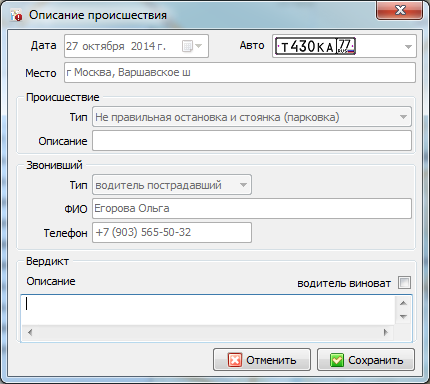 Описание происшествия
Дата 27 октября 2014 г. Авто Т430КА 77 RUS
Место г Москва, Варшавское ш
Происшествие
Тип Не правильная остановка и стоянка (парковка)
Описание
Звонивший
Тип водитель пострадавший
ФИО Егорова Ольга
Телефон +7 (903) 565-50-32
Вердикт
Описание водитель виноват
Отменить Сохранить